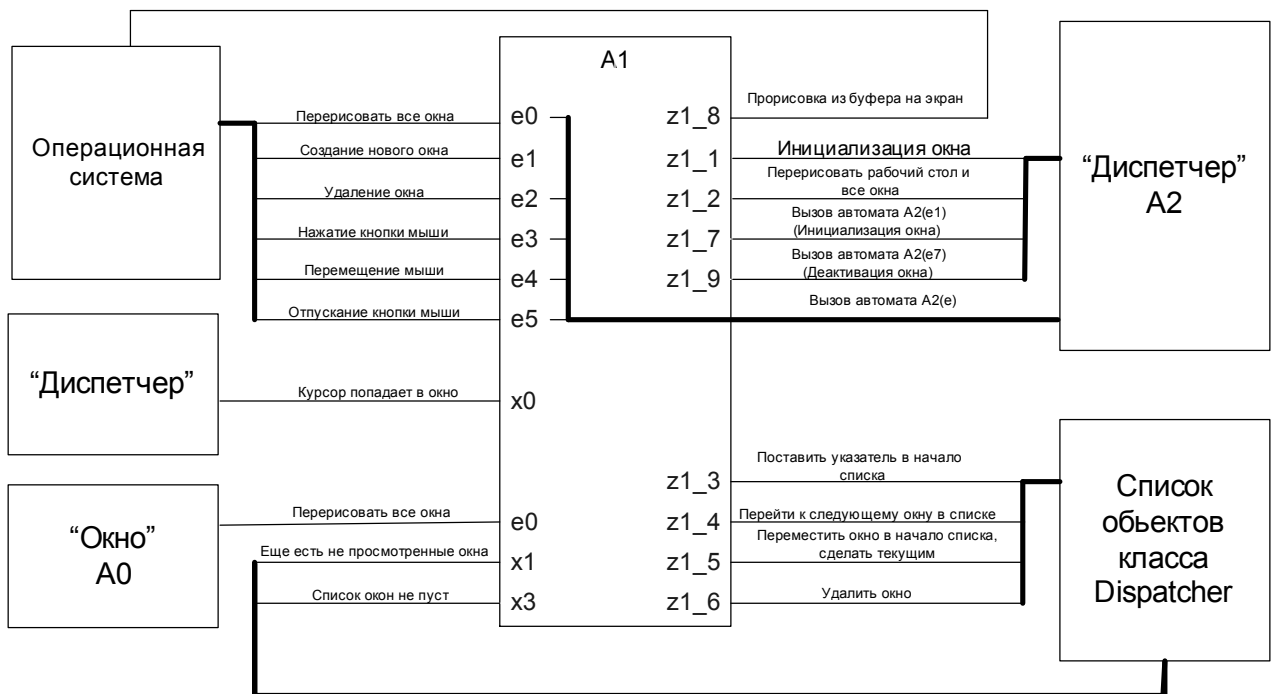 Операционная
система
“Диспетчер”
“Окно”
A0
Перерисовать все окна
Создание нового окна
Удаление окна
Нажатие кнопки мыши
Перемещение мыши
Отпускание кнопки мыши
Курсор попадает в окно
Перерисовать все окна
Еще есть не просмотренные окна
Список окон не пуст
A1
e0
e1
e2
e3
e4
e5
x0
e0
x1
x3
z1_8
z1_1
z1_2
z1_7
z1_9
z1_3
z1_4
z1_5
z1_6
Прорисовка из буфера на экран
Инициализация окна
Перерисовать рабочий стол и
все окна
Вызов автомата A2(e1)
(Инициализация окна)
Вызов автомата A2(e7)
(Деактивация окна)
Вызов автомата A2(e)
Поставить указатель в начало
списка
Перейти к следующему окну в списке
Переместить окно в начало списка,
сделать текущим
Удалить окно
“Диспетчер”
A2
Список
обьектов
класса
Dispatcher